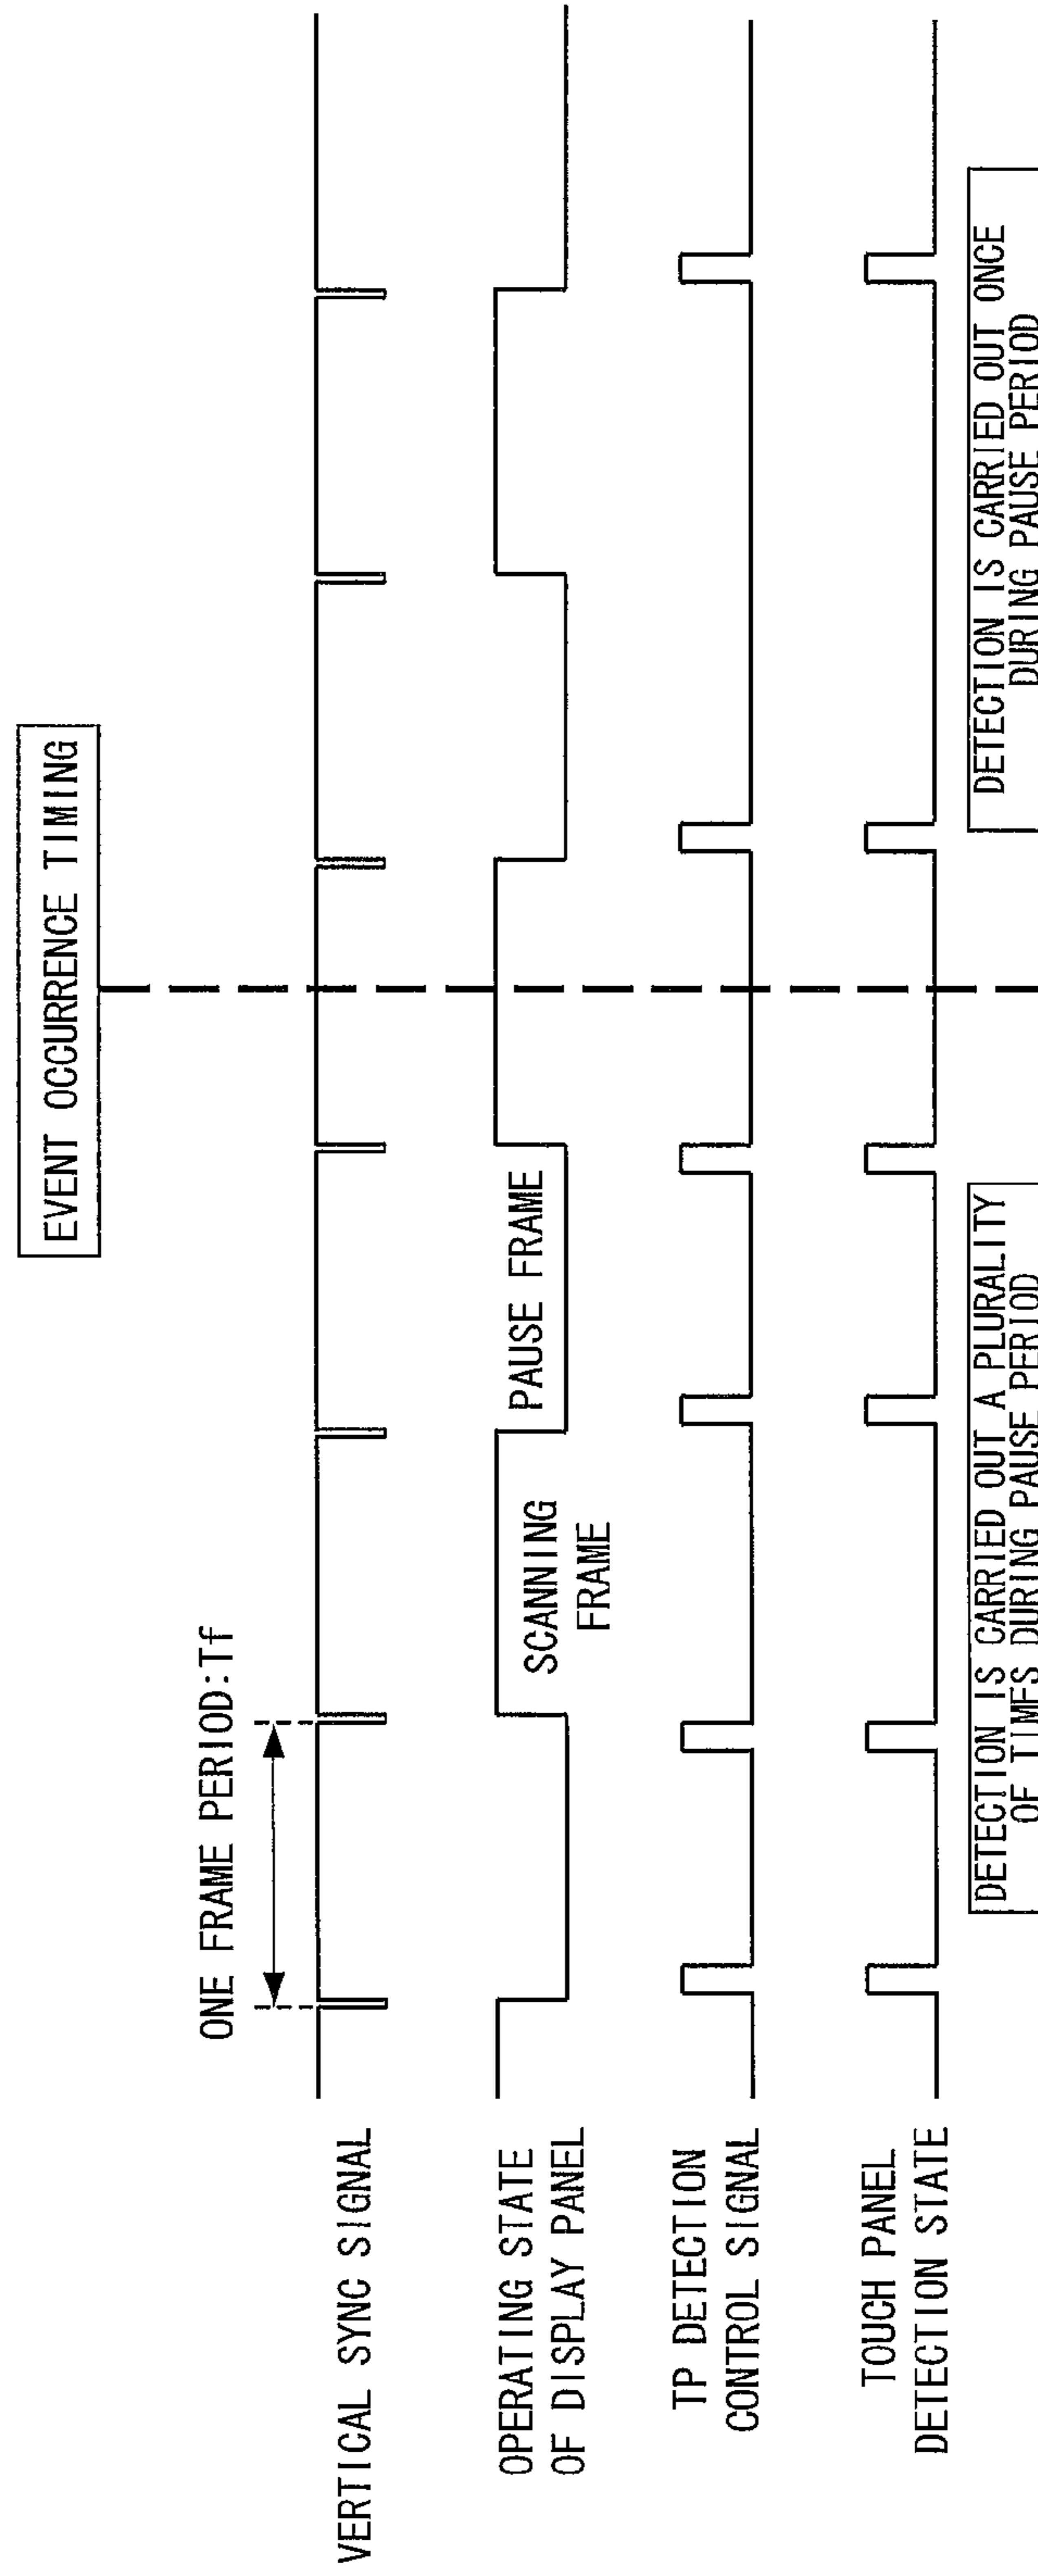 EVENT OCCURRENCE TIMING
ONE FRAME PERIOD:Tf
VERTICAL SYNC SIGNAL
OPERATING STATE
OF DISPLAY PANEL
SCANNING
FRAME
PAUSE FRAME
TP DETECTION
CONTROL SIGNAL
TOUCH PANEL
DETECTION STATE
DETECTION IS CARRIED OUT A PLURALITY
OF TIMES DURING PAUSE PERIOD
DETECTION IS CARRIED OUT ONCE
DURING PAUSE PERIOD